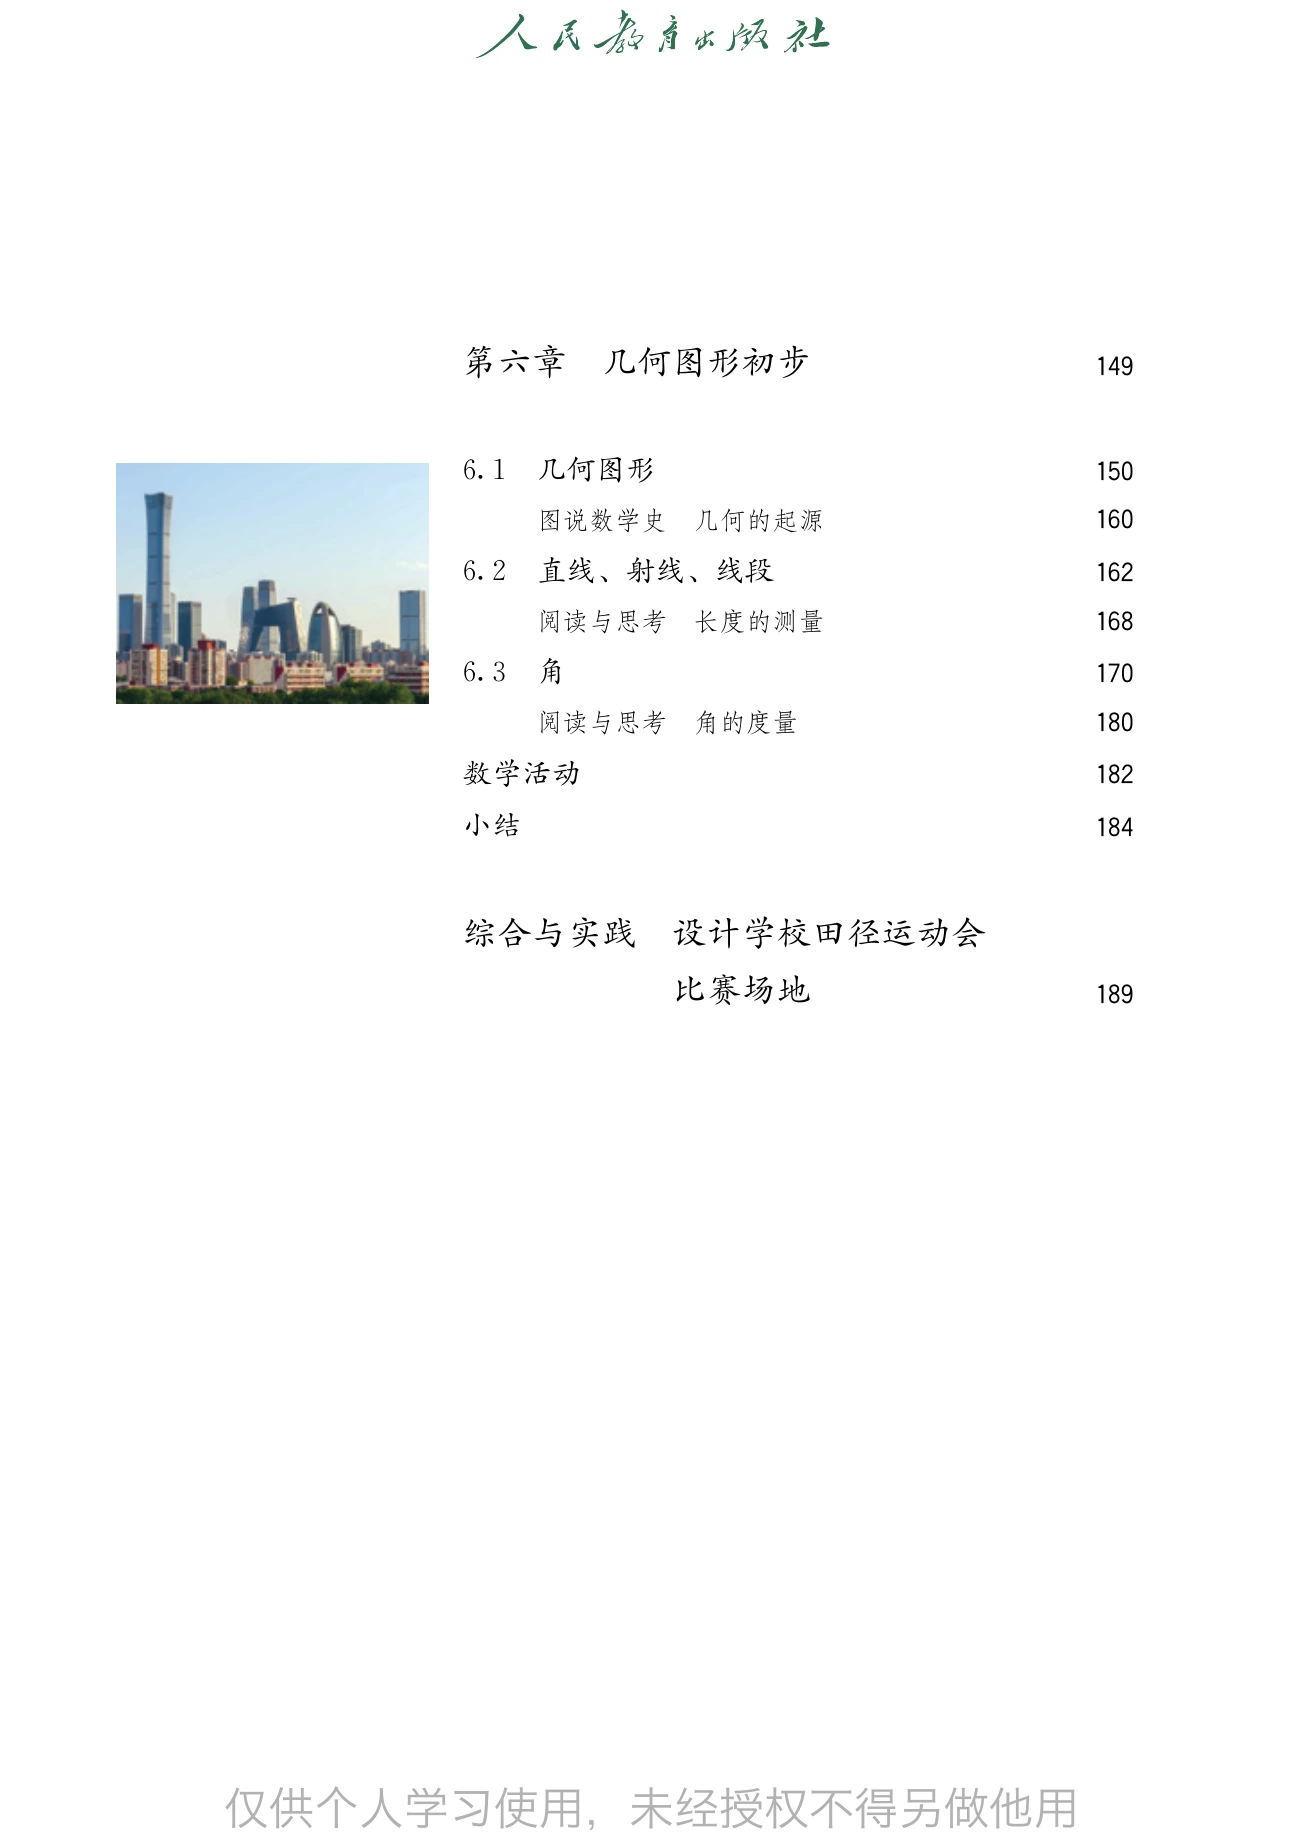 人民教育出版社
第六章　几何图形初步 149
6.1　几何图形 150
图说数学史　几何的起源 160
6.2　直线、射线、线段 162
阅读与思考　长度的测量 168
6.3　角 170
阅读与思考　角的度量 180
数学活动 182
小结 184
综合与实践　设计学校田径运动会
比赛场地 189
仅供个人学习使用，未经授权不得另做他用